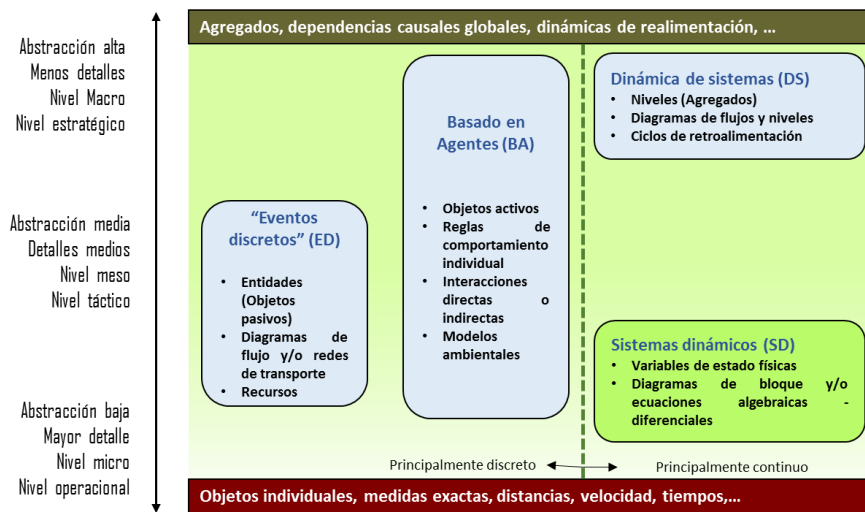 Agregados, dependencias causales globales, dinámicas de realimentación, ...
Abstracción alta
Menos detalles
Nivel Macro
Nivel estratégico
Abstracción media
Detalles medios
Nivel meso
Nivel táctico
Abstracción baja
Mayor detalle
Nivel micro
Nivel operacional
“Eventos
discretos” (ED)
• Entidades
(Objetos
pasivos)
• Diagramas de
flujo y/o redes
de transporte
• Recursos
Basado en
Agentes (BA)
• Objetos activos
• Reglas de
comportamiento
individual
• Interacciones
directas o
indirectas
• Modelos
ambientales
Dinámica de sistemas (DS)
• Niveles (Agregados)
• Diagramas de flujos y niveles
• Ciclos de retroalimentación
Sistemas dinámicos (SD)
• Variables de estado físicas
• Diagramas de bloque y/o
ecuaciones algebraicas -
diferenciales
Principalmente discreto
Principalmente continuo
Objetos individuales, medidas exactas, distancias, velocidad, tiempos,...